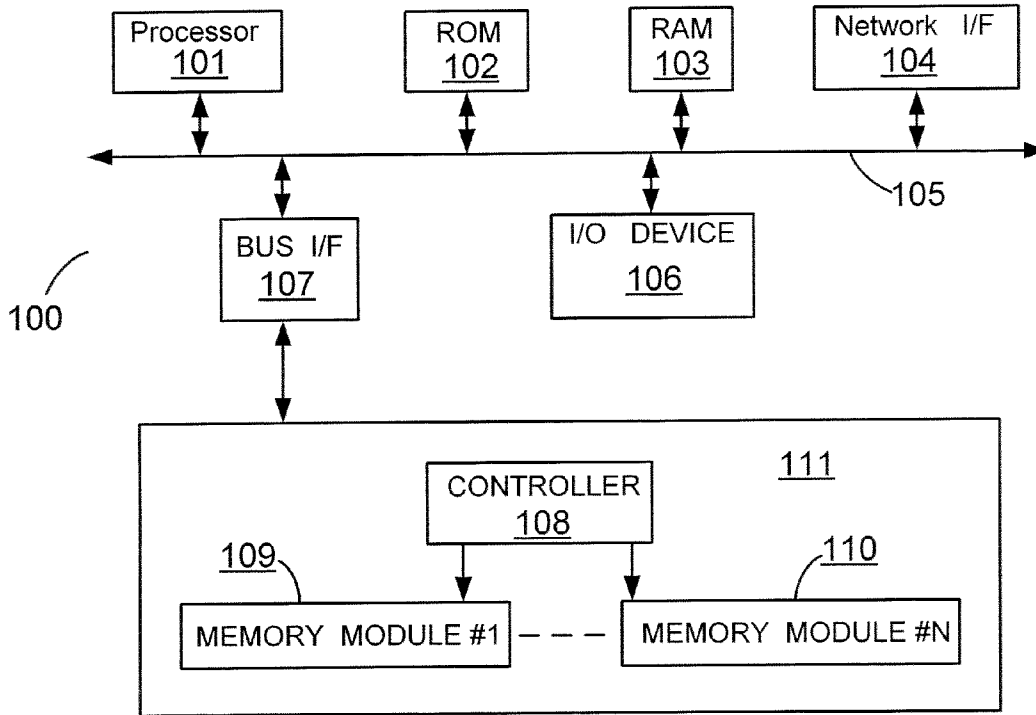 Processor
101
ROM
102
RAM
103
Network I/F
104
105
BUS I/F
107
I/O DEVICE
106
100
111
CONTROLLER
108
109
110
MEMORY MODULE #1
MEMORY MODULE #N